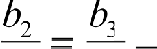 b₂ = b₃ —